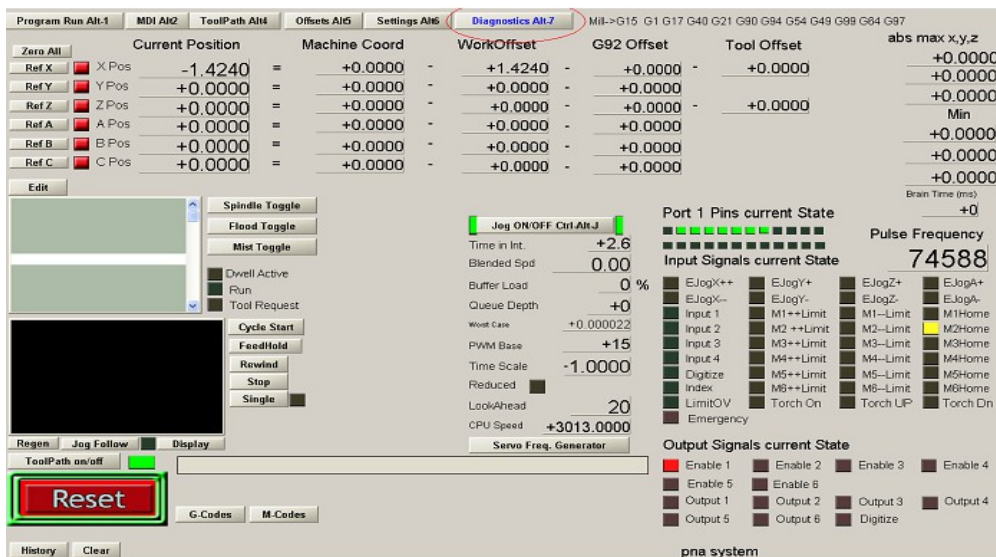 Program Run Alt-1 MDI Alt2 ToolPath Alt4 Offsets Alt5 Settings Alt6 Diagnostics Alt-7 Mill->G15 G1 G17 G40 G21 G90 G94 G54 G49 G99 G64 G97
Zero All Current Position Machine Coord WorkOffset G92 Offset Tool Offset abs max x,y,z
Ref X X Pos -1.4240 = +0.0000 - +1.4240 - +0.0000 - +0.0000 +0.0000
Ref Y Y Pos +0.0000 = +0.0000 - +0.0000 - +0.0000 +0.0000
Ref Z Z Pos +0.0000 = +0.0000 - +0.0000 - +0.0000 - +0.0000 +0.0000
Min
Ref A A Pos +0.0000 = +0.0000 - +0.0000 - +0.0000 +0.0000
Ref B B Pos +0.0000 = +0.0000 - +0.0000 - +0.0000 +0.0000
Ref C C Pos +0.0000 = +0.0000 - +0.0000 - +0.0000 +0.0000
Edit
Brain Time (ms)
+0
Spindle Toggle
Flood Toggle
Mist Toggle
Dwell Active
Run
Tool Request
Cycle Start
FeedHold
Rewind
Stop
Single
Regen Jog Follow Display
ToolPath on/off
Reset
G-Codes M-Codes
History Clear
Jog ON/OFF Ctrl-Alt-J
Time in Int. +2.6
Blended Spd 0.00
Buffer Load 0 %
Queue Depth +0
Worst Case +0.000022
PWM Base +15
Time Scale -1.0000
Reduced
LookAhead 20
CPU Speed +3013.0000
Servo Freq. Generator
Port 1 Pins current State
Pulse Frequency
74588
Input Signals current State
EJogX++ EJogY+ EJogZ+ EJogA+
EJogX-- EJogY- EJogZ- EJogA-
Input 1 M1++Limit M1--Limit M1Home
Input 2 M2 ++Limit M2--Limit M2Home
Input 3 M3++Limit M3--Limit M3Home
Input 4 M4++Limit M4--Limit M4Home
Digitize M5++Limit M5--Limit M5Home
Index M6++Limit M6--Limit M6Home
LimitOV Torch On Torch UP Torch Dn
Emergency
Output Signals current State
Enable 1 Enable 2 Enable 3 Enable 4
Enable 5 Enable 6
Output 1 Output 2 Output 3 Output 4
Output 5 Output 6 Digitize
pna system